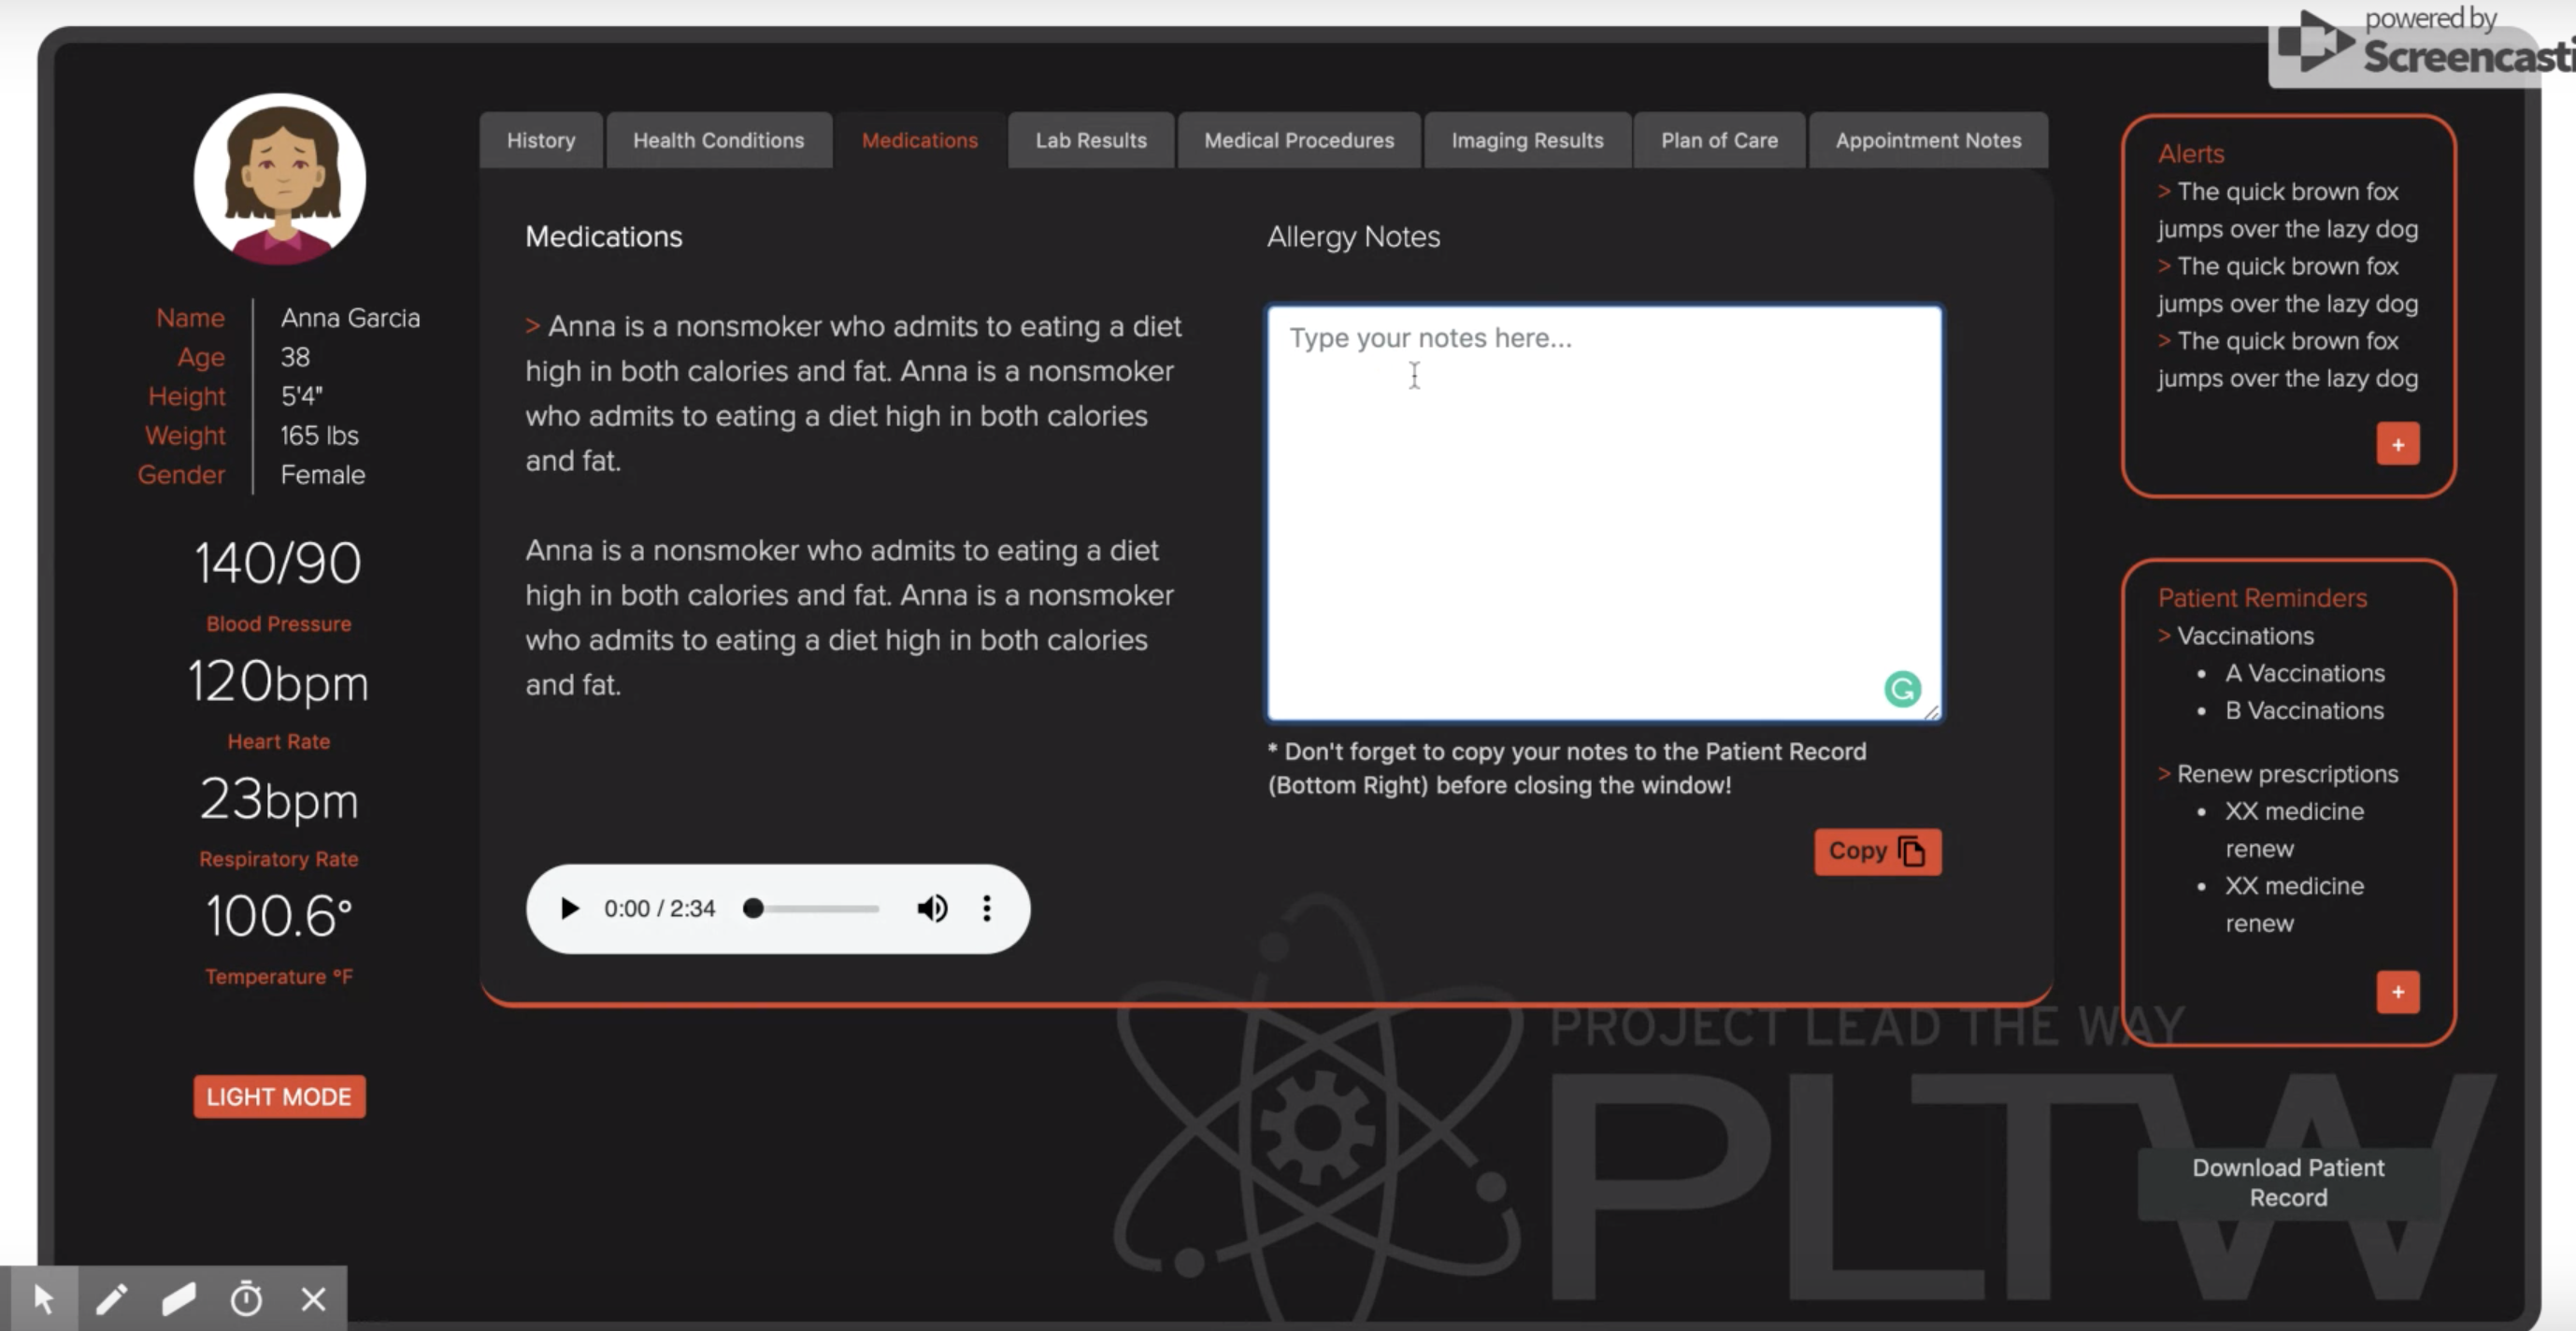 powered by
Screencasti
History
Health Conditions
Medications
Lab Results
Medical Procedures
Imaging Results
Plan of Care
Appointment Notes
Name Anna Garcia
Age 38
Height 5'4"
Weight 165 lbs
Gender Female
140/90
Blood Pressure
120bpm
Heart Rate
23bpm
Respiratory Rate
100.6°
Temperature °F
LIGHT MODE
Medications
> Anna is a nonsmoker who admits to eating a diet
high in both calories and fat. Anna is a nonsmoker
who admits to eating a diet high in both calories
and fat.
Anna is a nonsmoker who admits to eating a diet
high in both calories and fat. Anna is a nonsmoker
who admits to eating a diet high in both calories
and fat.
0:00 / 2:34
Allergy Notes
Type your notes here...
* Don't forget to copy your notes to the Patient Record
(Bottom Right) before closing the window!
Copy
Alerts
> The quick brown fox
jumps over the lazy dog
> The quick brown fox
jumps over the lazy dog
> The quick brown fox
jumps over the lazy dog
+
Patient Reminders
> Vaccinations
• A Vaccinations
• B Vaccinations
> Renew prescriptions
• XX medicine
renew
• XX medicine
renew
+
PROJECT LEAD THE WAY
PLTW
Download Patient
Record